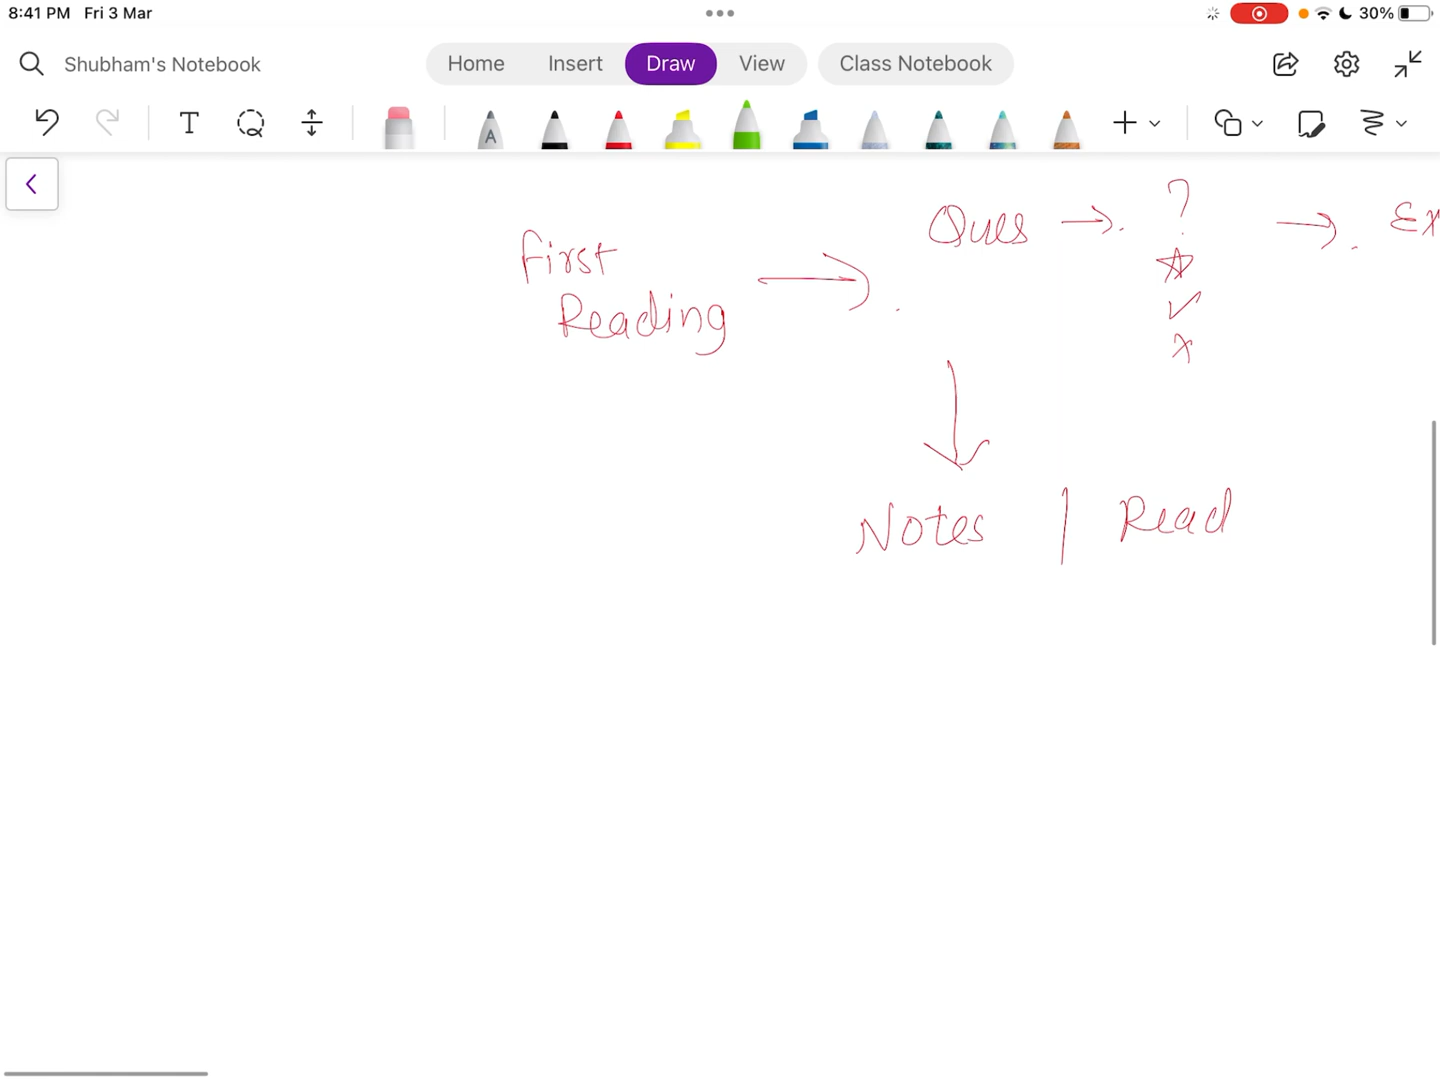 8:41 PM Fri 3 Mar 30%
Shubham's Notebook Home Insert Draw View Class Notebook
T A
Ques → ? → Ex
First
Reading →
☆
✓
x
↓
Notes | Read